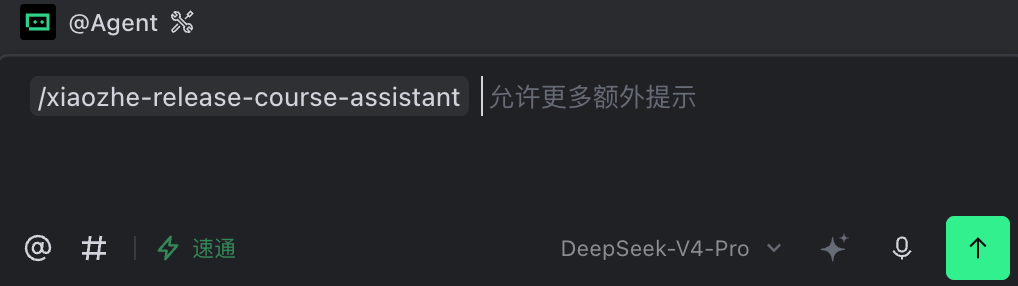 @Agent
/xiaozhe-release-course-assistant 允许更多额外提示
@ # 速通 DeepSeek-V4-Pro